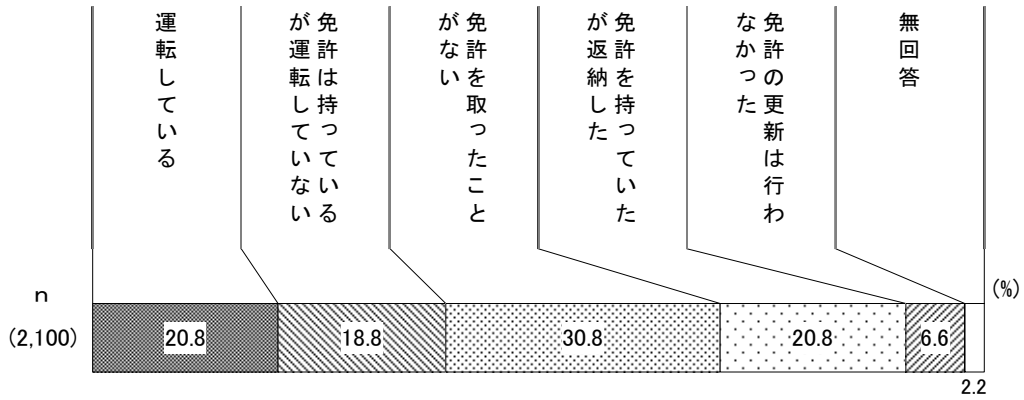 運転している
免許は持っている
が運転していない
免許を取ったこと
がない
免許を持っていた
が返納した
免許の更新は行わ
なかった
無回答
(%)
n
(2,100)
20.8
18.8
30.8
20.8
6.6
2.2